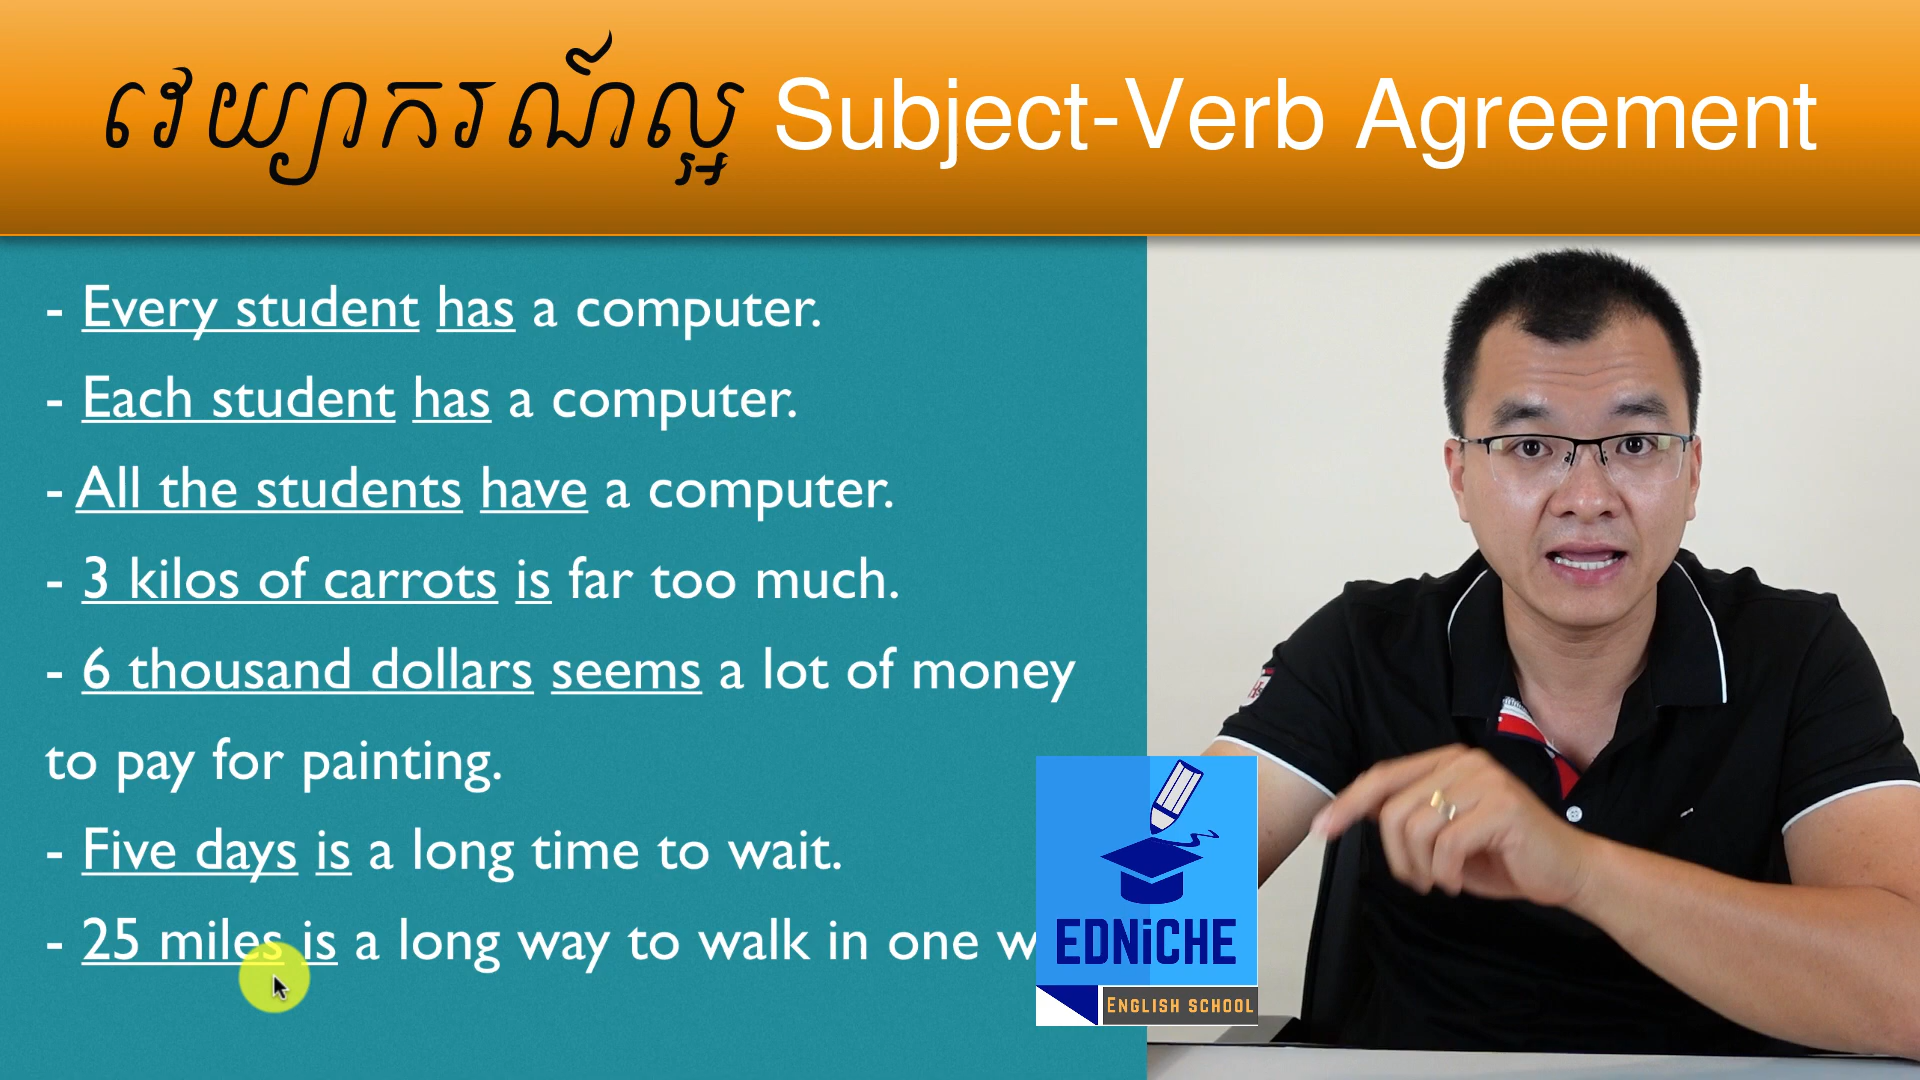 វេយ្យាករណ៍ល្អ Subject-Verb Agreement
- Every student has a computer.
- Each student has a computer.
- All the students have a computer.
- 3 kilos of carrots is far too much.
- 6 thousand dollars seems a lot of money
to pay for painting.
- Five days is a long time to wait.
- 25 miles is a long way to walk in one
EDNiCHE
ENGLISH SCHOOL